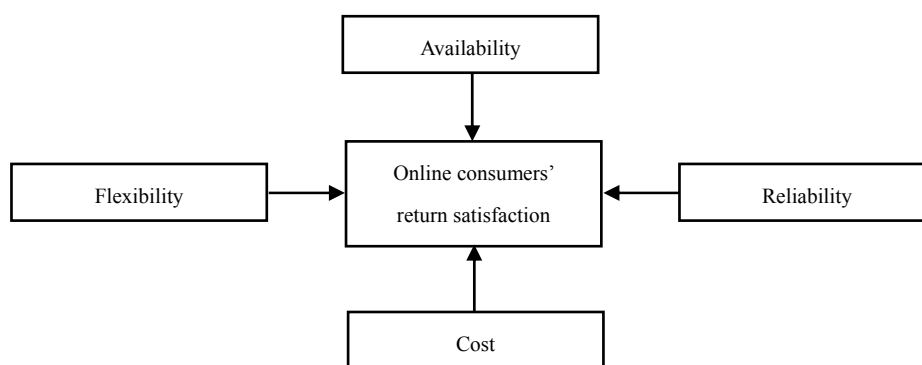 Availability
Flexibility
Online consumers’
return satisfaction
Reliability
Cost